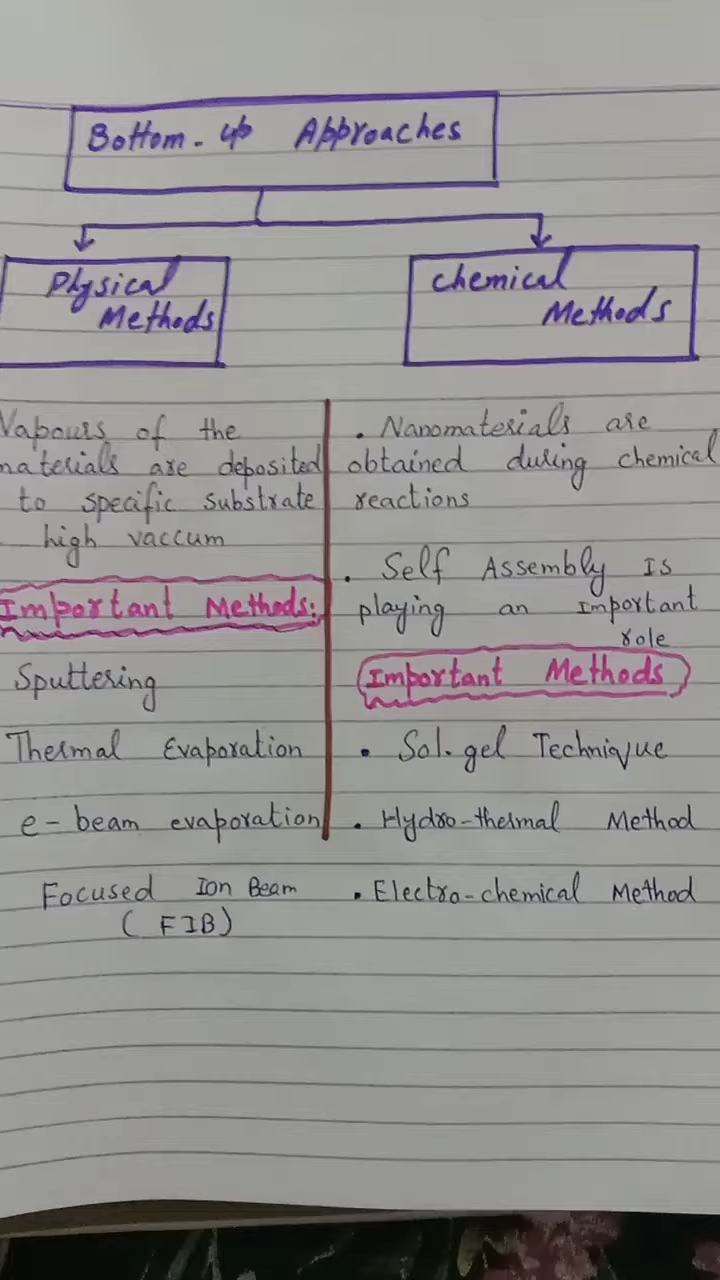 Bottom-up Approaches
Physical
Methods
Chemical
Methods
Vapours of the
materials are deposited
to specific substrate
high vaccum
Important Methods:
Sputtering
Thermal Evaporation
e-beam evaporation
Focused Ion Beam
(FIB)
• Nanomaterials are
obtained during chemical
reactions
• Self Assembly is
playing an Important
role
Important Methods
• Sol-gel Technique
• Hydro-thermal Method
• Electro-chemical Method